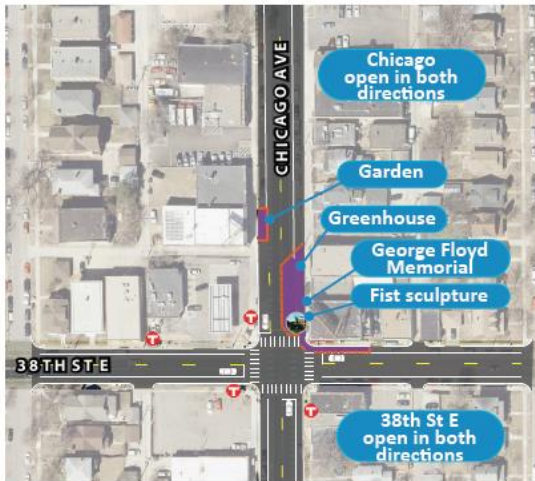 Chicago
open in both
directions
CHICAGO AVE
Garden
Greenhouse
George Floyd
Memorial
Fist sculpture
T
38TH ST E
T
T
T
38th St E
open in both
directions